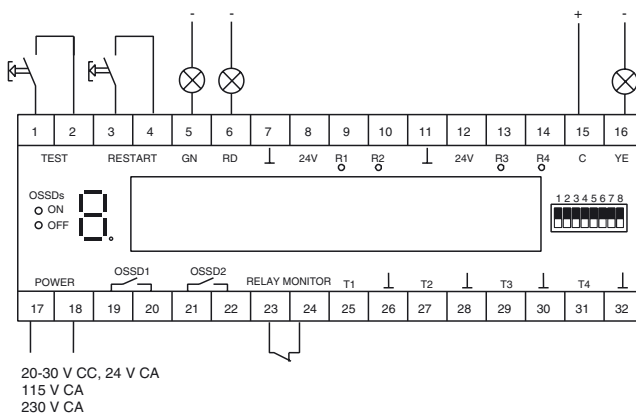 - - + -
1 2 3 4 5 6 7 8 9 10 11 12 13 14 15 16
TEST RESTART GN RD 24V R1 R2 24V R3 R4 C YE
OSSDs
ON
OFF
8.
1 2 3 4 5 6 7 8
POWER OSSD1 OSSD2 RELAY MONITOR T1 T2 T3 T4
17 18 19 20 21 22 23 24 25 26 27 28 29 30 31 32
20-30 V CC, 24 V CA
115 V CA
230 V CA